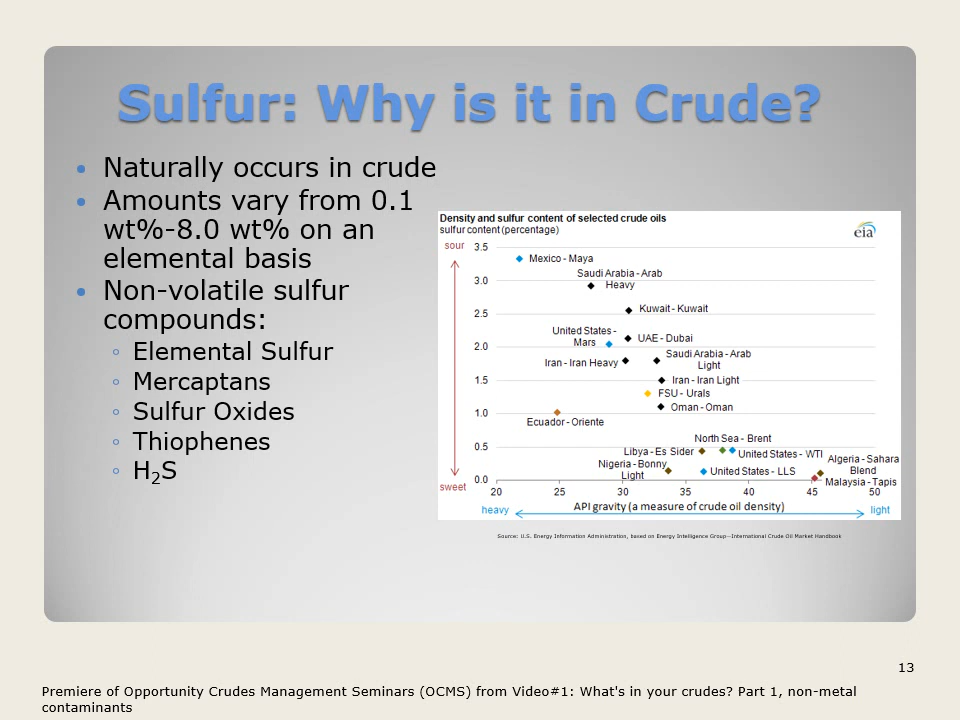 Sulfur: Why is it in Crude?
Naturally occurs in crude
Amounts vary from 0.1
wt%-8.0 wt% on an
elemental basis
Non-volatile sulfur
compounds:
Elemental Sulfur
Mercaptans
Sulfur Oxides
Thiophenes
H₂S
Density and sulfur content of selected crude oils
sulfur content (percentage)
eia
sour
3.5
Mexico - Maya
Saudi Arabia - Arab
Heavy
3.0
Kuwait - Kuwait
2.5
United States -
Mars
UAE - Dubai
2.0
Iran - Iran Heavy
Saudi Arabia - Arab
Light
1.5
Iran - Iran Light
FSU - Urals
Oman - Oman
1.0
Ecuador - Oriente
North Sea - Brent
0.5
Libya - Es Sider
United States - WTI
Nigeria - Bonny
Light
United States - LLS
Algeria - Sahara
Blend
Malaysia - Tapis
0.0
sweet
20 25 30 35 40 45 50
heavy
API gravity (a measure of crude oil density)
light
Source: U.S. Energy Information Administration, based on Energy Intelligence Group—International Crude Oil Market Handbook
13
Premiere of Opportunity Crudes Management Seminars (OCMS) from Video#1: What's in your crudes? Part 1, non-metal
contaminants